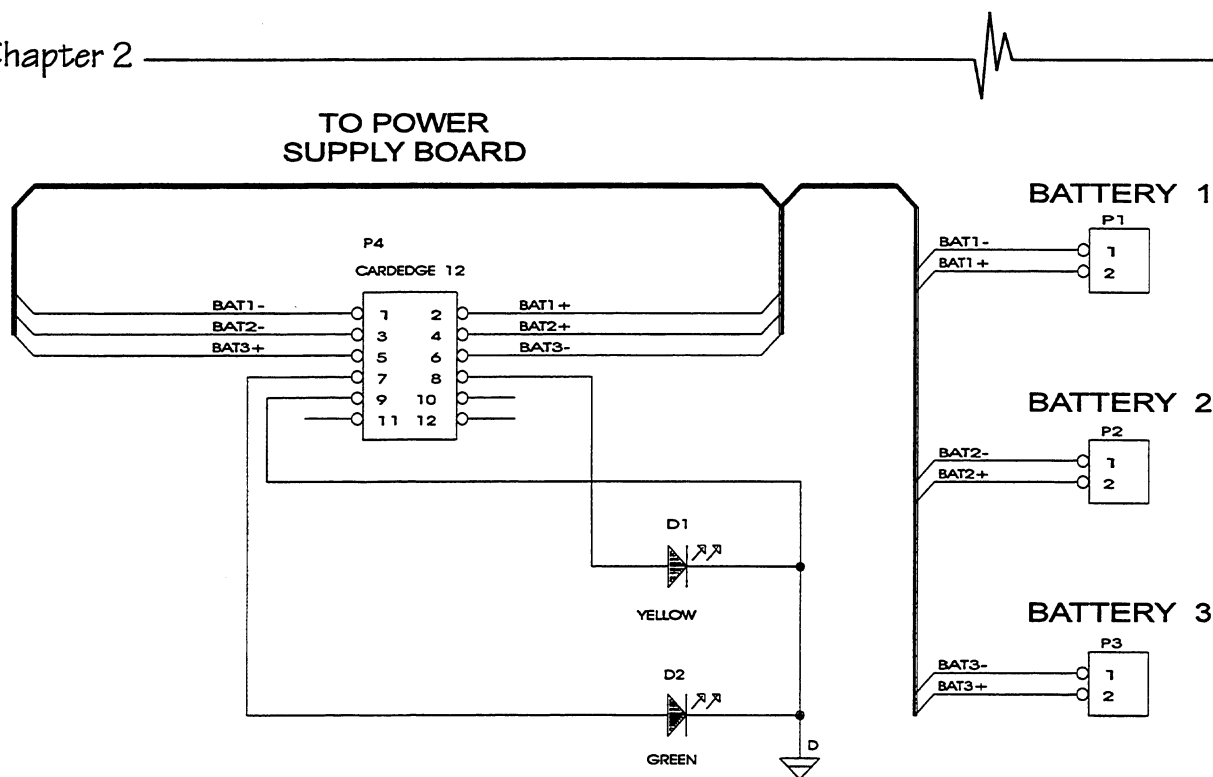 Chapter 2
TO POWER
SUPPLY BOARD
P4
CARDEDGE 12
BAT1-
BAT2-
BAT3+
1 2
3 4
5 6
7 8
9 10
11 12
BAT1+
BAT2+
BAT3-
D1
YELLOW
D2
GREEN
D
BATTERY 1
P1
BAT1-
BAT1+
1
2
BATTERY 2
P2
BAT2-
BAT2+
1
2
BATTERY 3
P3
BAT3-
BAT3+
1
2